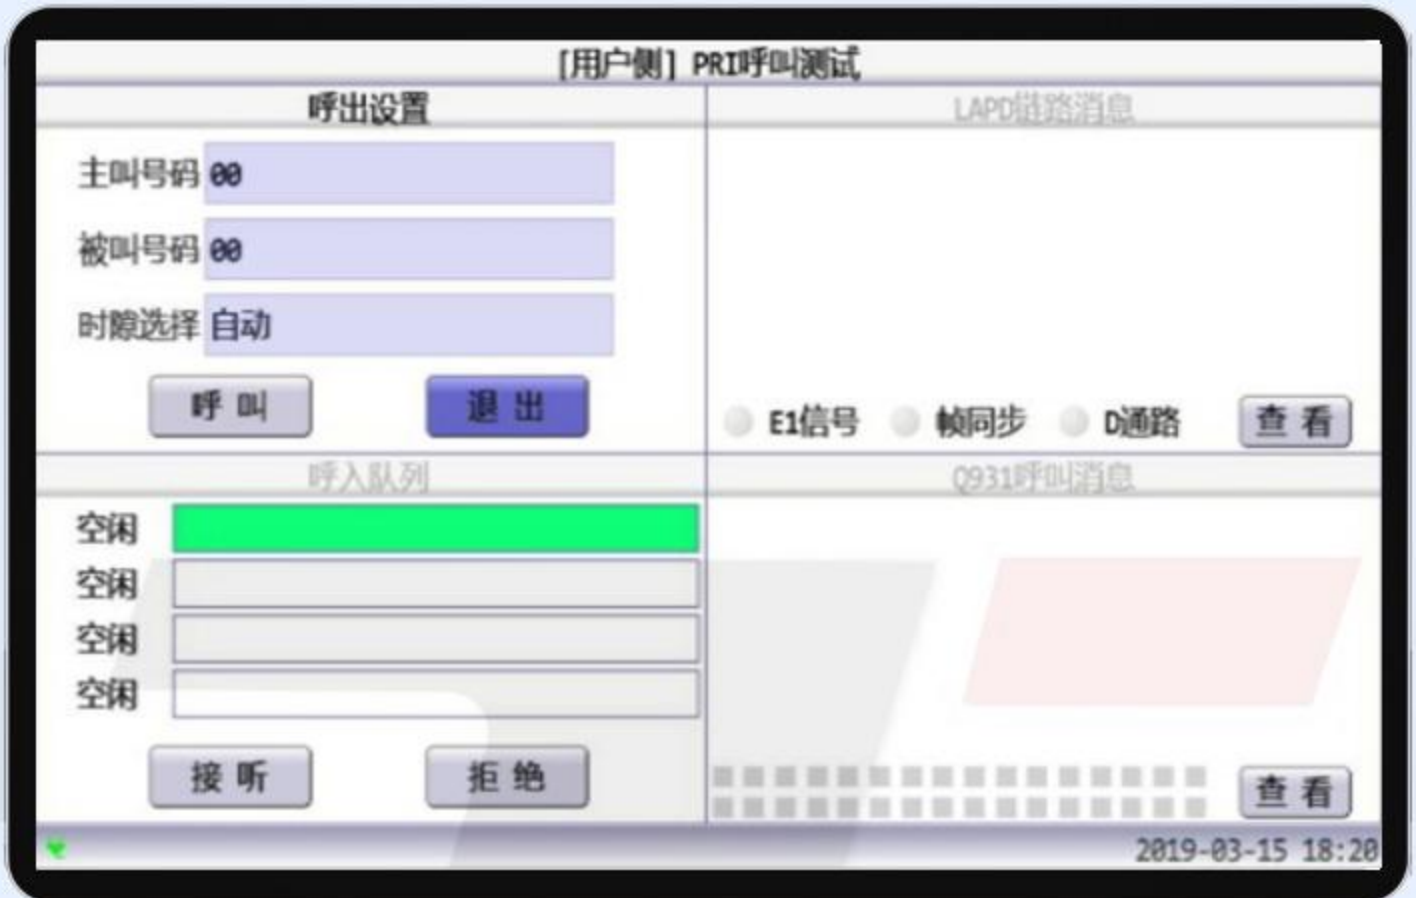 [用户侧] PRI呼叫测试
呼出设置
主叫号码 00
被叫号码 00
时隙选择 自动
呼 叫 退 出
LAPD链路消息
E1信号 帧同步 D通路 查 看
呼入队列
空闲
空闲
空闲
空闲
接 听 拒 绝
Q931呼叫消息
查 看
2019-03-15 18:20